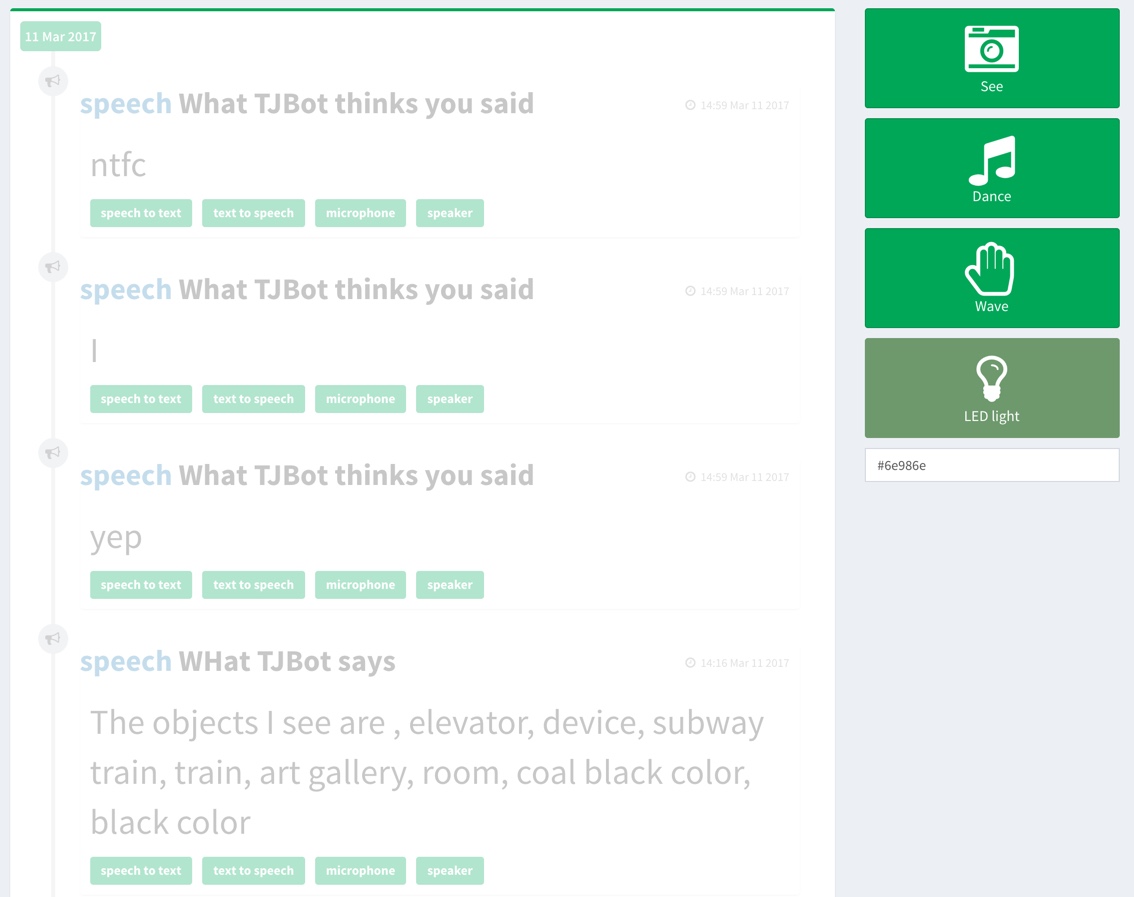 11 Mar 2017
speech What TJBot thinks you said
14:59 Mar 11 2017
ntfc
speech to text text to speech microphone speaker
speech What TJBot thinks you said
14:59 Mar 11 2017
I
speech to text text to speech microphone speaker
speech What TJBot thinks you said
14:59 Mar 11 2017
yep
speech to text text to speech microphone speaker
speech WHat TJBot says
14:16 Mar 11 2017
The objects I see are , elevator, device, subway
train, train, art gallery, room, coal black color,
black color
speech to text text to speech microphone speaker
See
Dance
Wave
LED light
#6e986e